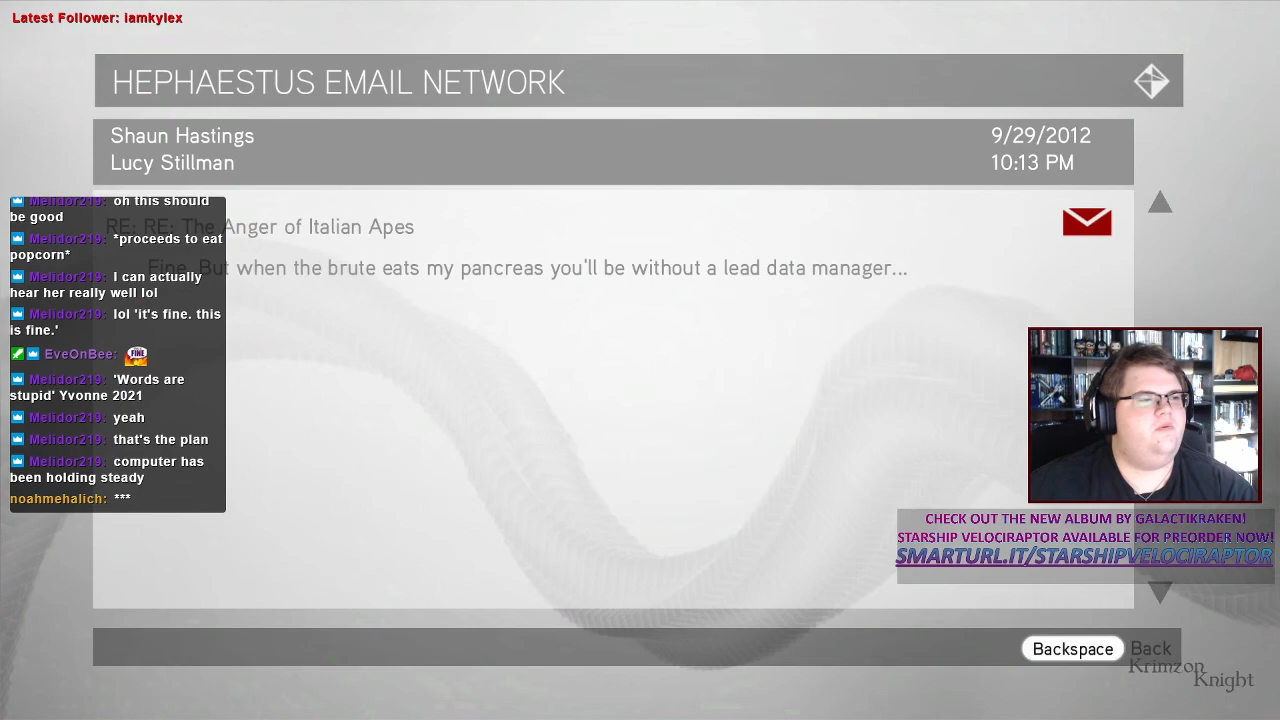 Latest Follower: iamkylex
HEPHAESTUS EMAIL NETWORK
Shaun Hastings
9/29/2012
Lucy Stillman
10:13 PM
RE: RE: The Anger of Italian Apes
Fine. But when the brute eats my pancreas you'll be without a lead data manager...
Melidor219: oh this should
be good
Melidor219: *proceeds to eat
popcorn*
Melidor219: I can actually
hear her really well lol
Melidor219: lol 'it's fine. this
is fine.'
EveOnBee: FINE
Melidor219: 'Words are
stupid' Yvonne 2021
Melidor219: yeah
Melidor219: that's the plan
Melidor219: computer has
been holding steady
noahmehalich: ***
CHECK OUT THE NEW ALBUM BY GALACTIKRAKEN!
STARSHIP VELOCIRAPTOR AVAILABLE FOR PREORDER NOW!
SMARTURL.IT/STARSHIPVELOCIRAPTOR
Backspace Back
Krimzon
Knight